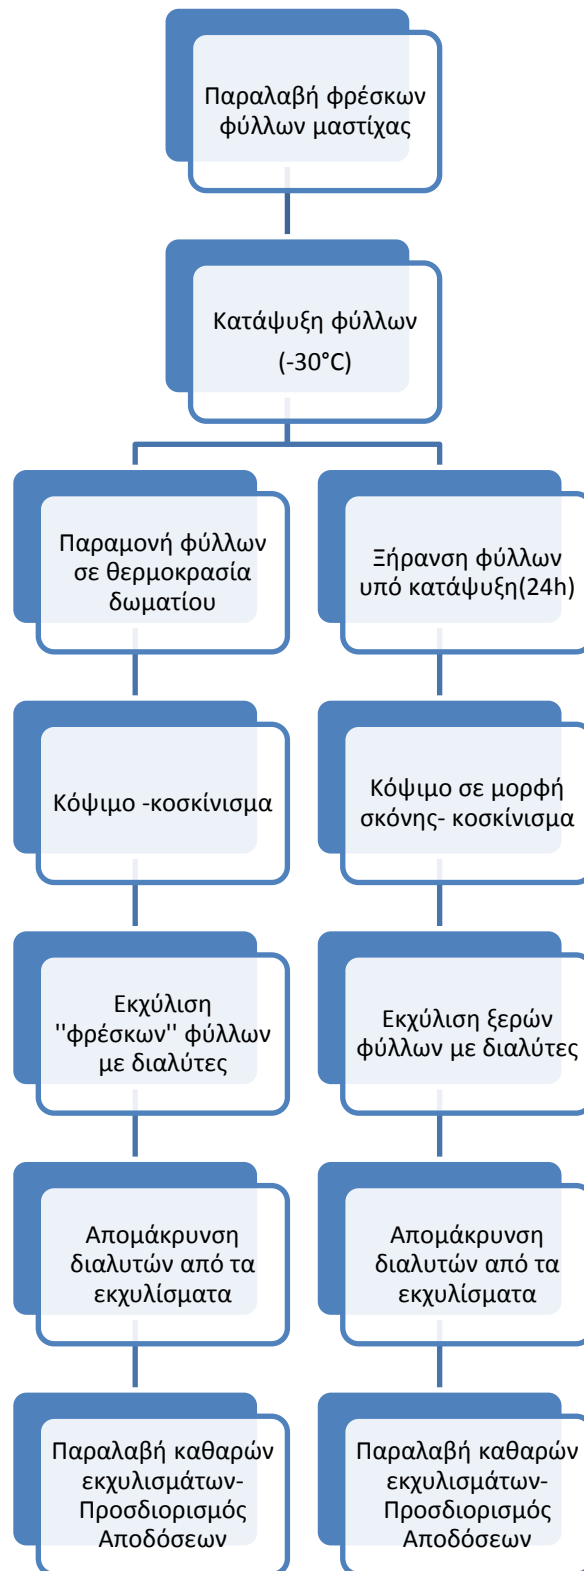 Παραλαβή φρέσκων
φύλλων μαστίχας
Κατάψυξη φύλλων
(-30°C)
Παραμονή φύλλων
σε θερμοκρασία
δωματίου
Ξήρανση φύλλων
υπό κατάψυξη(24h)
Κόψιμο -κοσκίνισμα
Κόψιμο σε μορφή
σκόνης- κοσκίνισμα
Εκχύλιση
''φρέσκων'' φύλλων
με διαλύτες
Εκχύλιση ξερών
φύλλων με διαλύτες
Απομάκρυνση
διαλυτών από τα
εκχυλίσματα
Απομάκρυνση
διαλυτών από τα
εκχυλίσματα
Παραλαβή καθαρών
εκχυλισμάτων-
Προσδιορισμός
Αποδόσεων
Παραλαβή καθαρών
εκχυλισμάτων-
Προσδιορισμός
Αποδόσεων